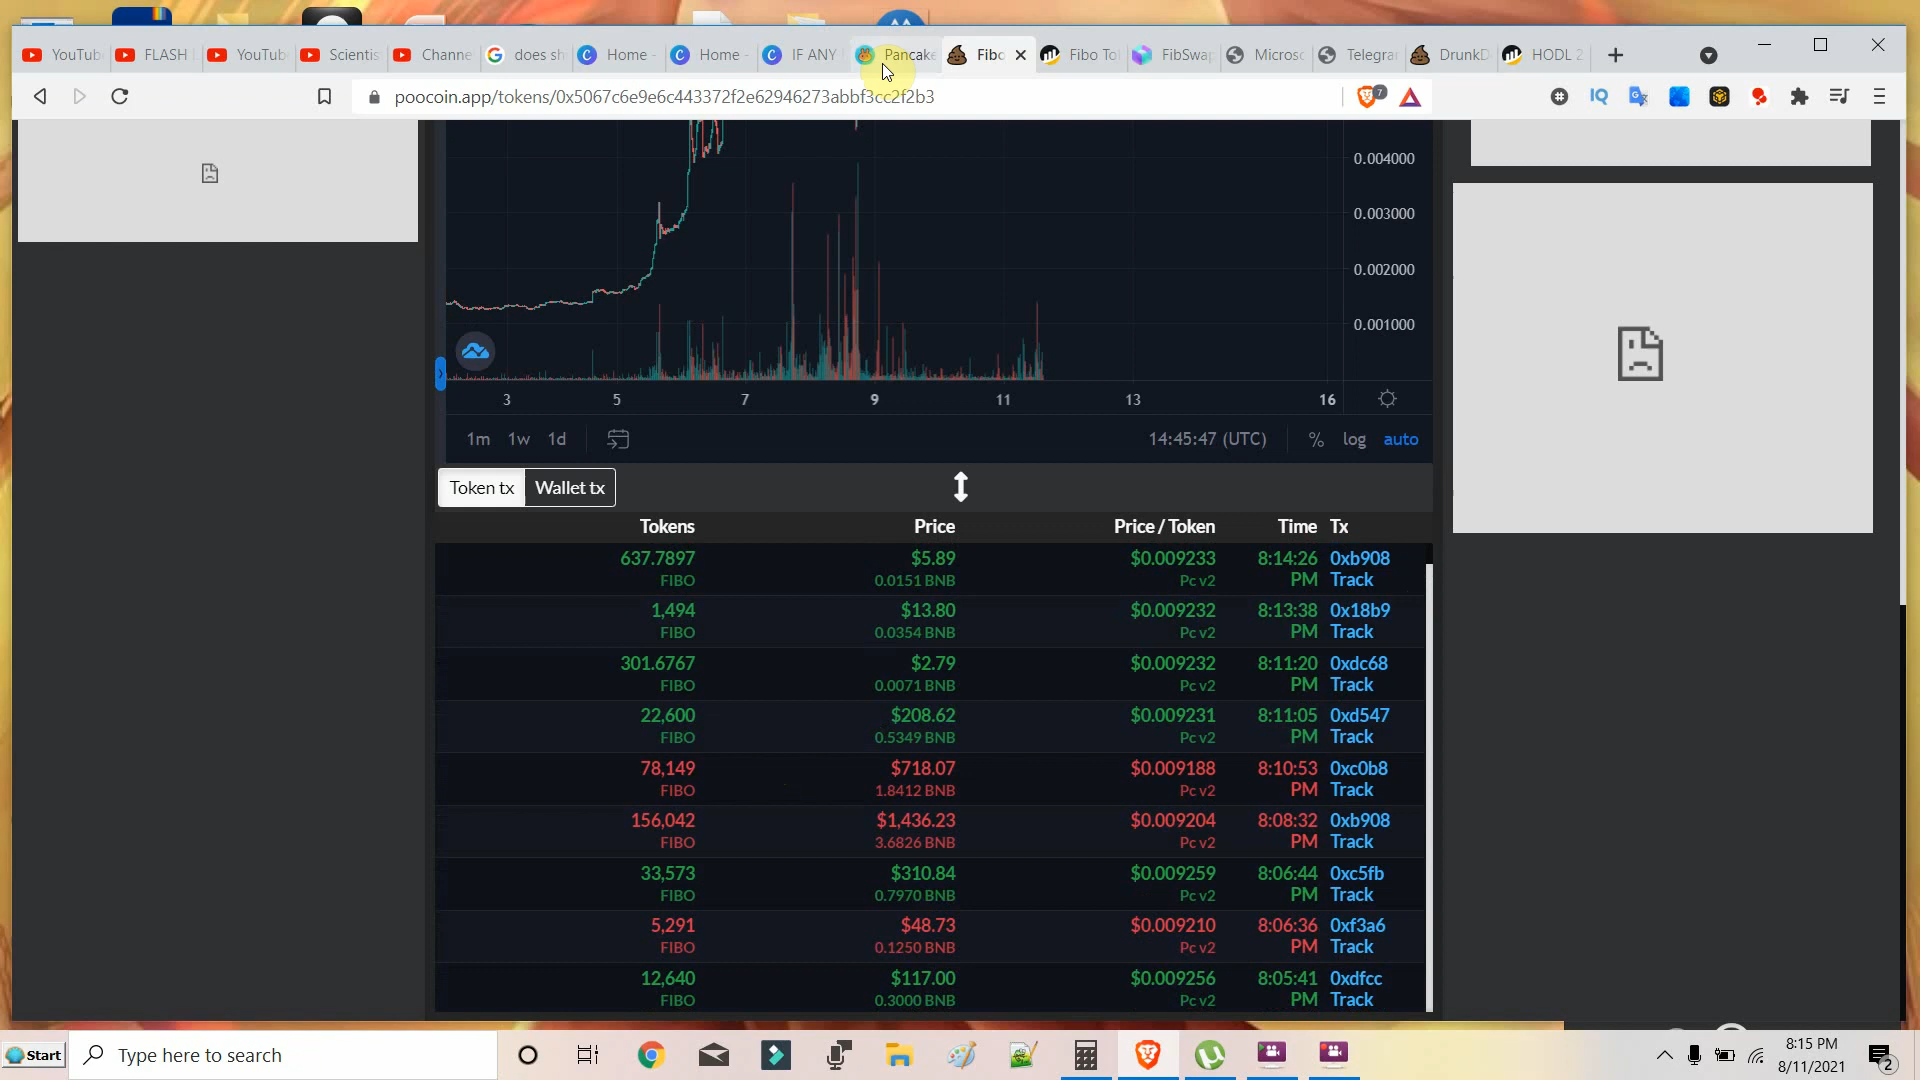 YouTub
FLASH
YouTub
Scientis
Channe
does sh
Home -
Home -
IF ANY
Pancake
Fibo
Fibo To
FibSwap
Microso
Telegra
DrunkD
HODL 2
poocoin.app/tokens/0x5067c6e9e6c443372f2e62946273abbf3cc2f2b3
7
0.004000
0.003000
0.002000
0.001000
3 5 7 9 11 13 16
1m 1w 1d 14:45:47 (UTC) % log auto
Token tx Wallet tx
Tokens Price Price / Token Time Tx
637.7897 $5.89 $0.009233 8:14:26 0xb908
FIBO 0.0151 BNB Pc v2 PM Track
1,494 $13.80 $0.009232 8:13:38 0x18b9
FIBO 0.0354 BNB Pc v2 PM Track
301.6767 $2.79 $0.009232 8:11:20 0xdc68
FIBO 0.0071 BNB Pc v2 PM Track
22,600 $208.62 $0.009231 8:11:05 0xd547
FIBO 0.5349 BNB Pc v2 PM Track
78,149 $718.07 $0.009188 8:10:53 0xc0b8
FIBO 1.8412 BNB Pc v2 PM Track
156,042 $1,436.23 $0.009204 8:08:32 0xb908
FIBO 3.6826 BNB Pc v2 PM Track
33,573 $310.84 $0.009259 8:06:44 0xc5fb
FIBO 0.7970 BNB Pc v2 PM Track
5,291 $48.73 $0.009210 8:06:36 0xf3a6
FIBO 0.1250 BNB Pc v2 PM Track
12,640 $117.00 $0.009256 8:05:41 0xdfcc
FIBO 0.3000 BNB Pc v2 PM Track
Start Type here to search 8:15 PM
8/11/2021 2